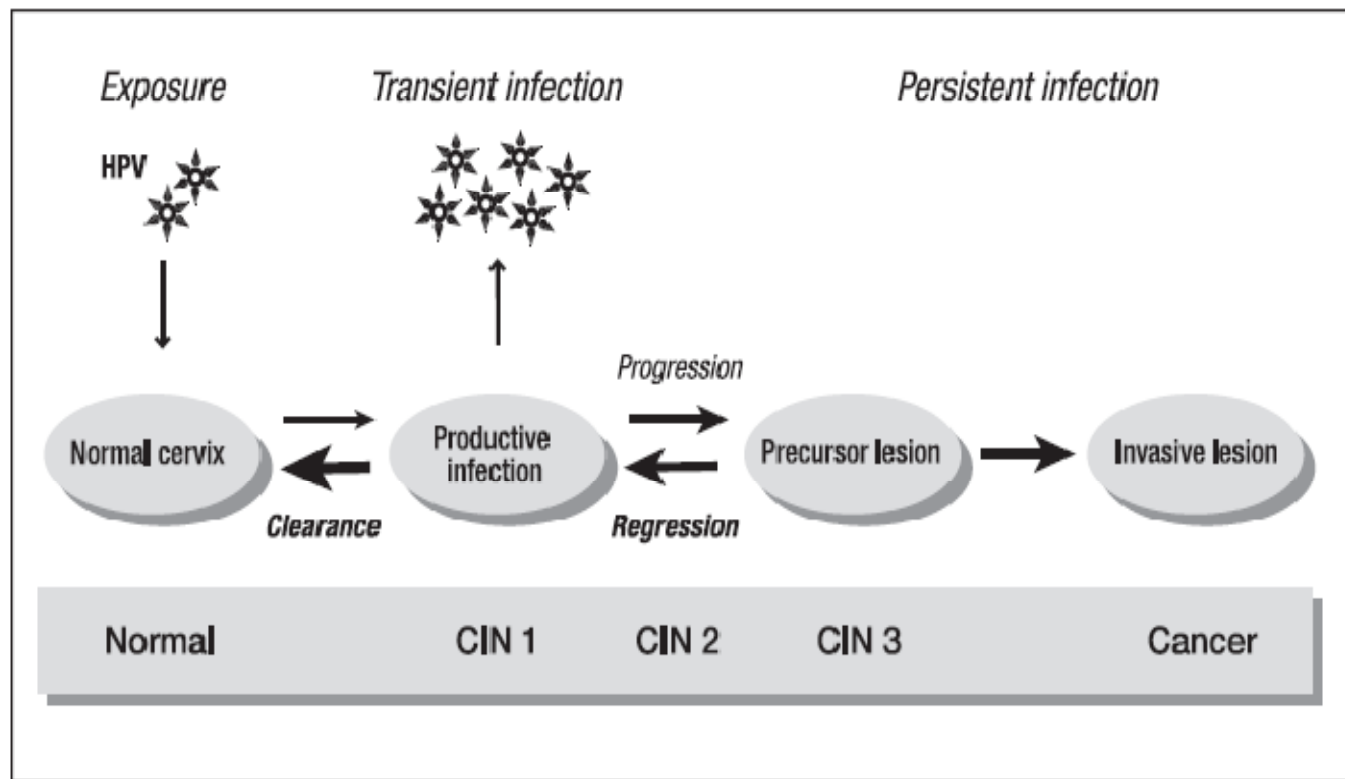 Exposure
Transient infection
Persistent infection
HPV
Progression
Normal cervix
Productive
infection
Precursor lesion
Invasive lesion
Clearance
Regression
Normal
CIN 1
CIN 2
CIN 3
Cancer